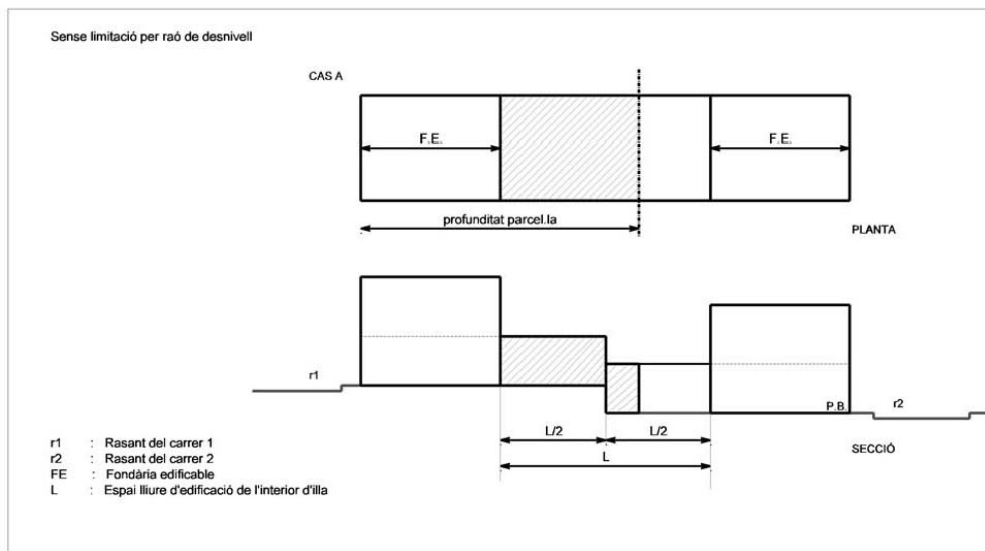 Sense limitació per raó de desnivell
CAS A
F.E.
F.E.
profunditat parcel.la
PLANTA
r1
P.B.
r2
L/2
L/2
L
SECCIÓ
r1 : Rasant del carrer 1
r2 : Rasant del carrer 2
FE : Fondària edificable
L : Espai lliure d'edificació de l'interior d'illa